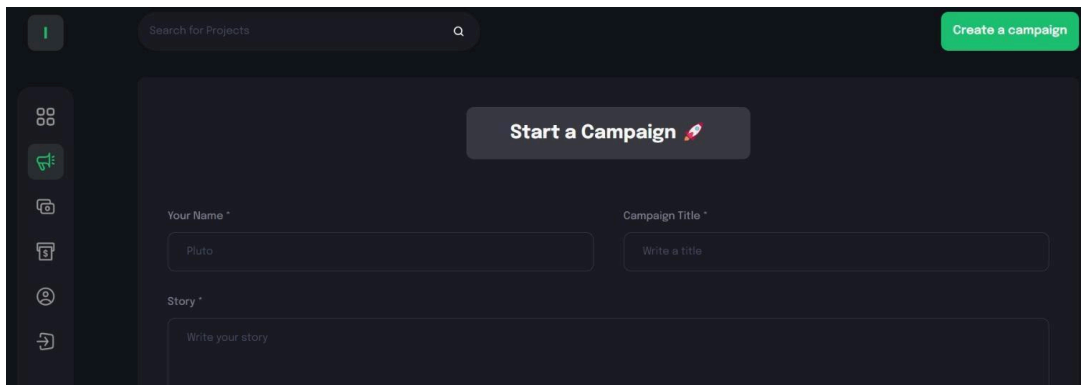 I
Search for Projects
Create a campaign
Start a Campaign 🚀
Your Name *
Campaign Title *
Pluto
Write a title
Story *
Write your story